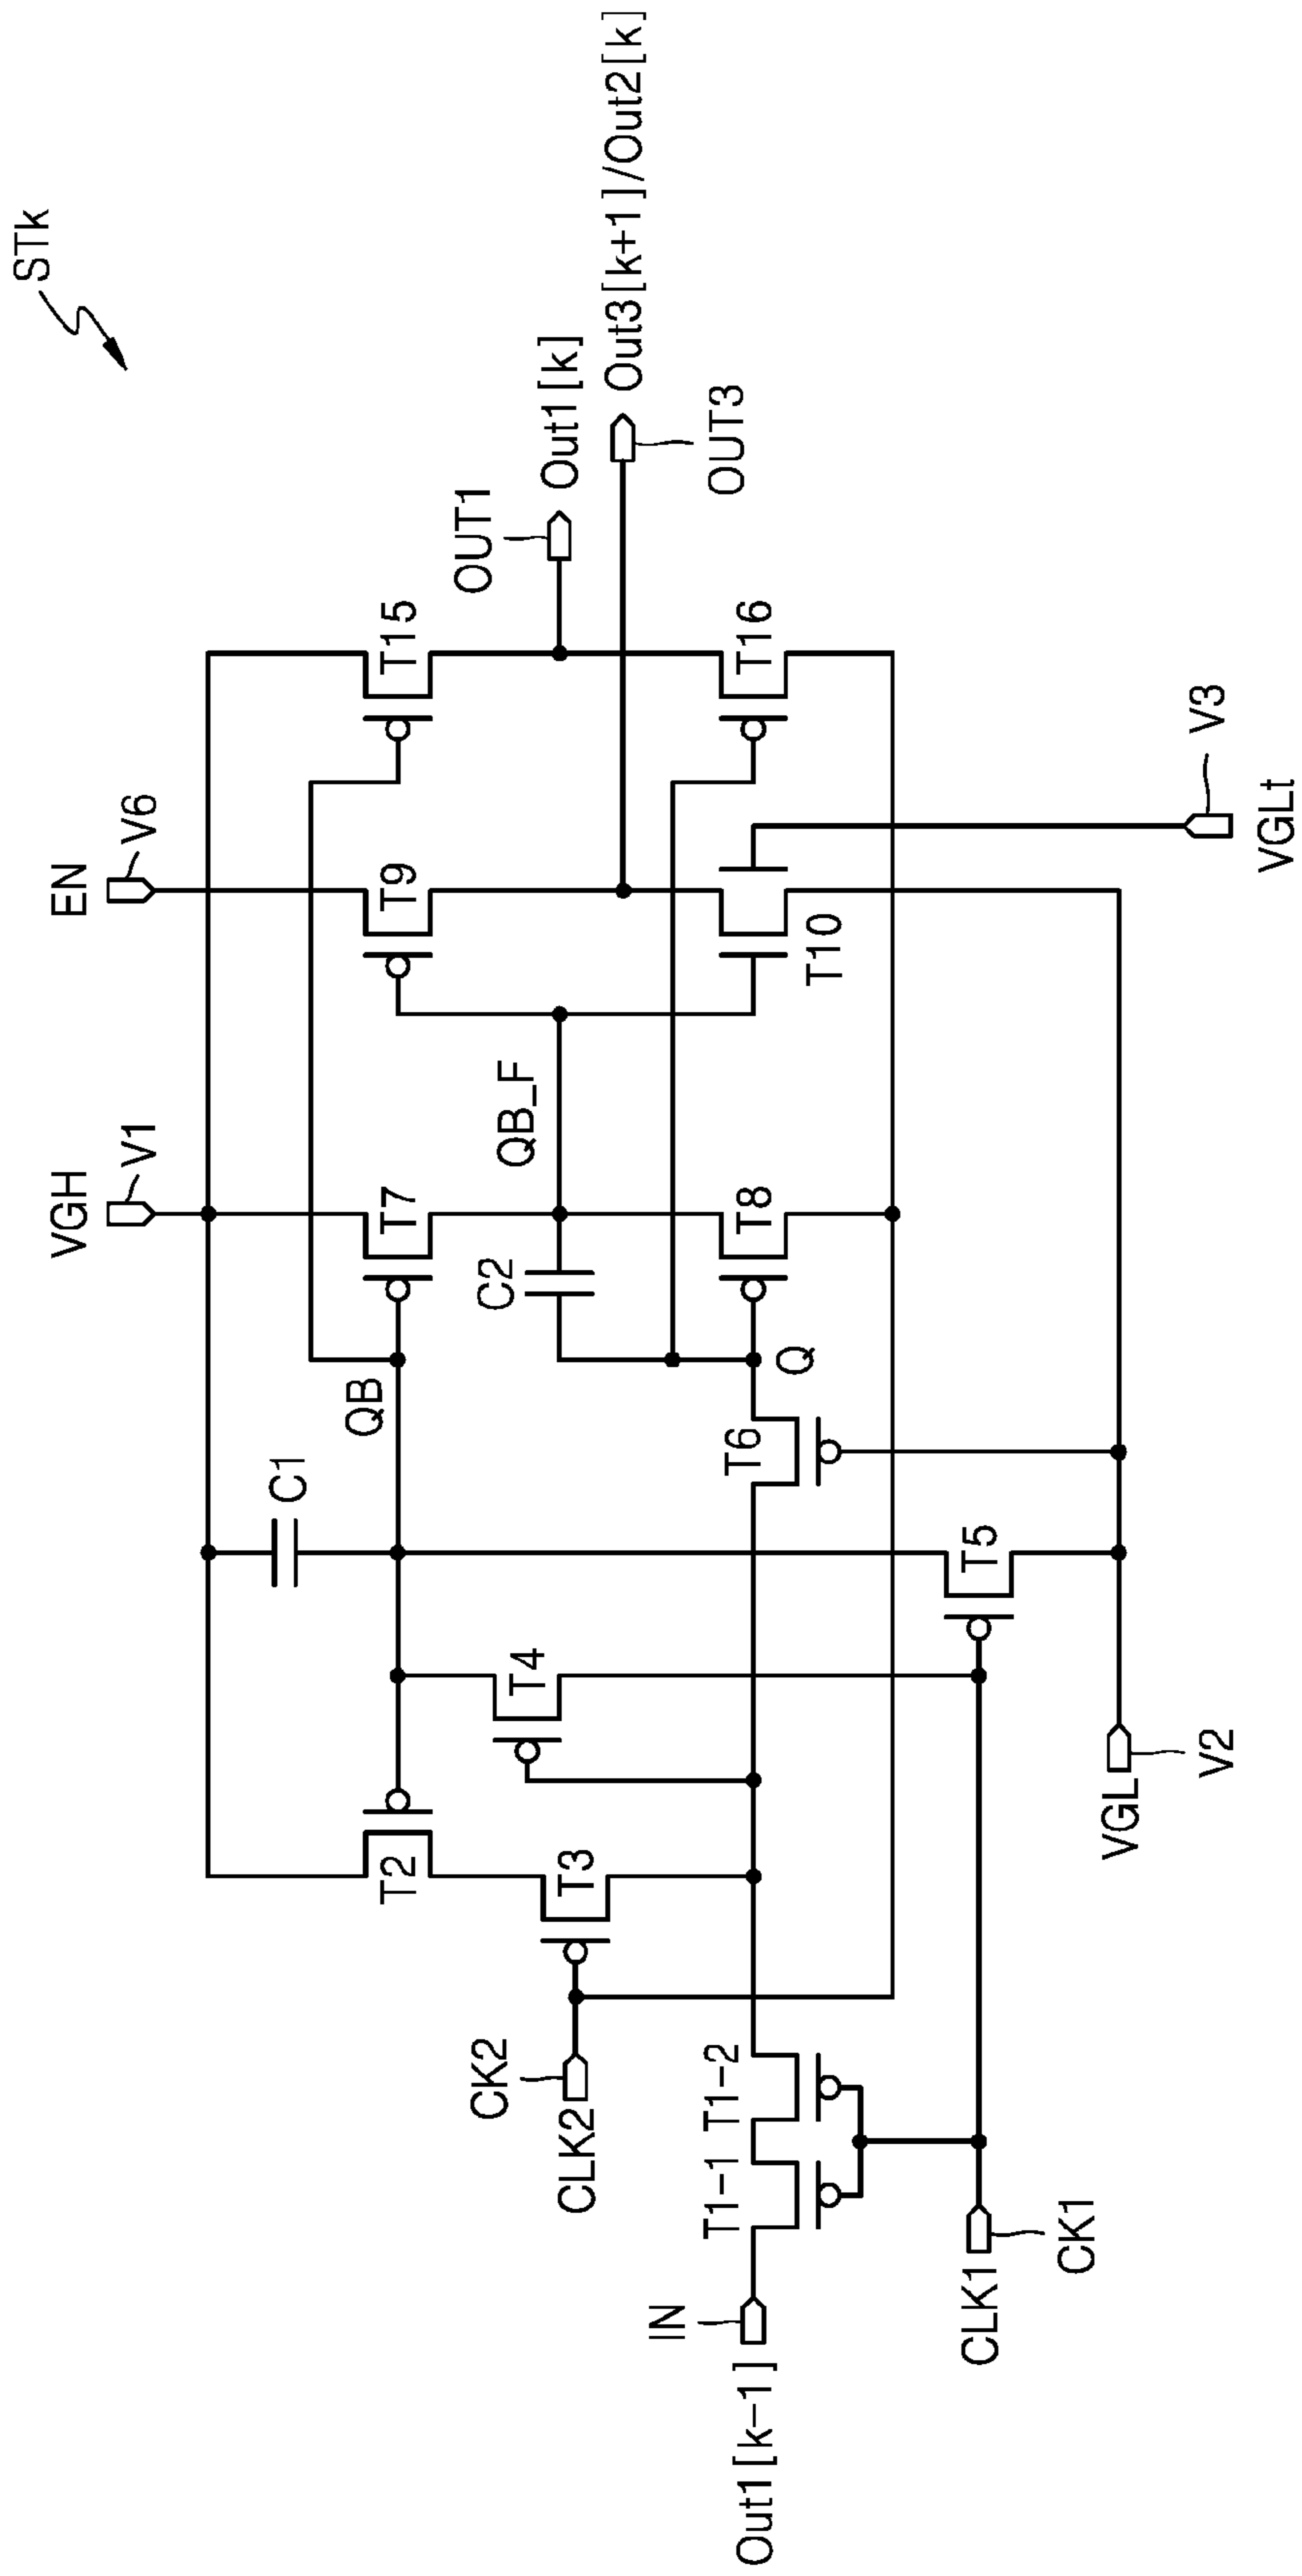 STk
VGH
V1
EN
V6
C1
QB
T7
T9
T15
OUT1
Out1[k]
Out3[k+1]/Out2[k]
OUT3
T2
T4
T3
C2
QB_F
CK2
CLK2
T6
Q
T8
T10
T16
Out1[k-1]
IN
T1-1
T1-2
T5
CLK1
CK1
VGL
V2
V3
VGLt